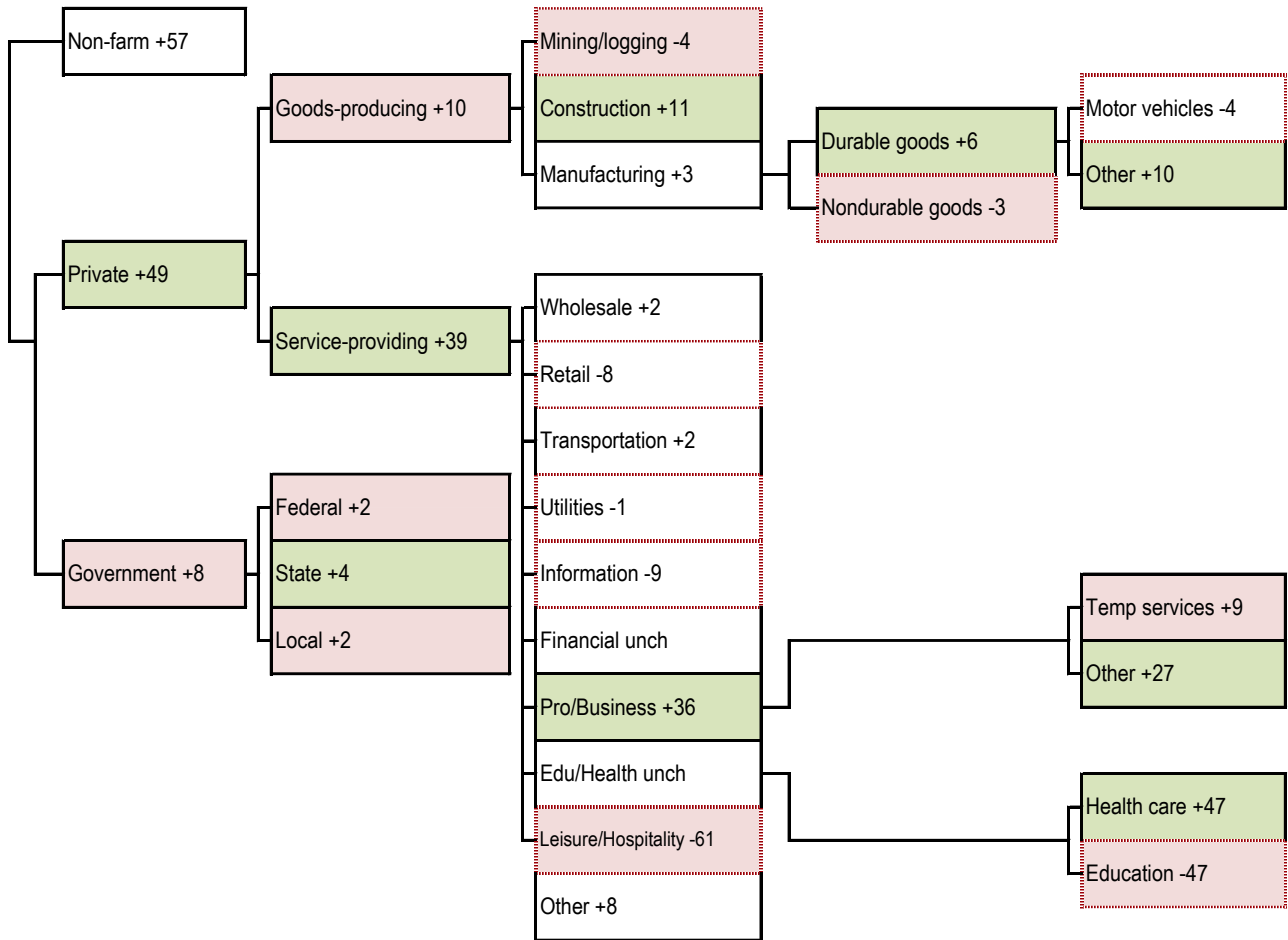 Non-farm +57
Private +49
Government +8
Goods-producing +10
Service-providing +39
Federal +2
State +4
Local +2
Mining/logging -4
Construction +11
Manufacturing +3
Wholesale +2
Retail -8
Transportation +2
Utilities -1
Information -9
Financial unch
Pro/Business +36
Edu/Health unch
Leisure/Hospitality -61
Other +8
Durable goods +6
Nondurable goods -3
Motor vehicles -4
Other +10
Temp services +9
Other +27
Health care +47
Education -47